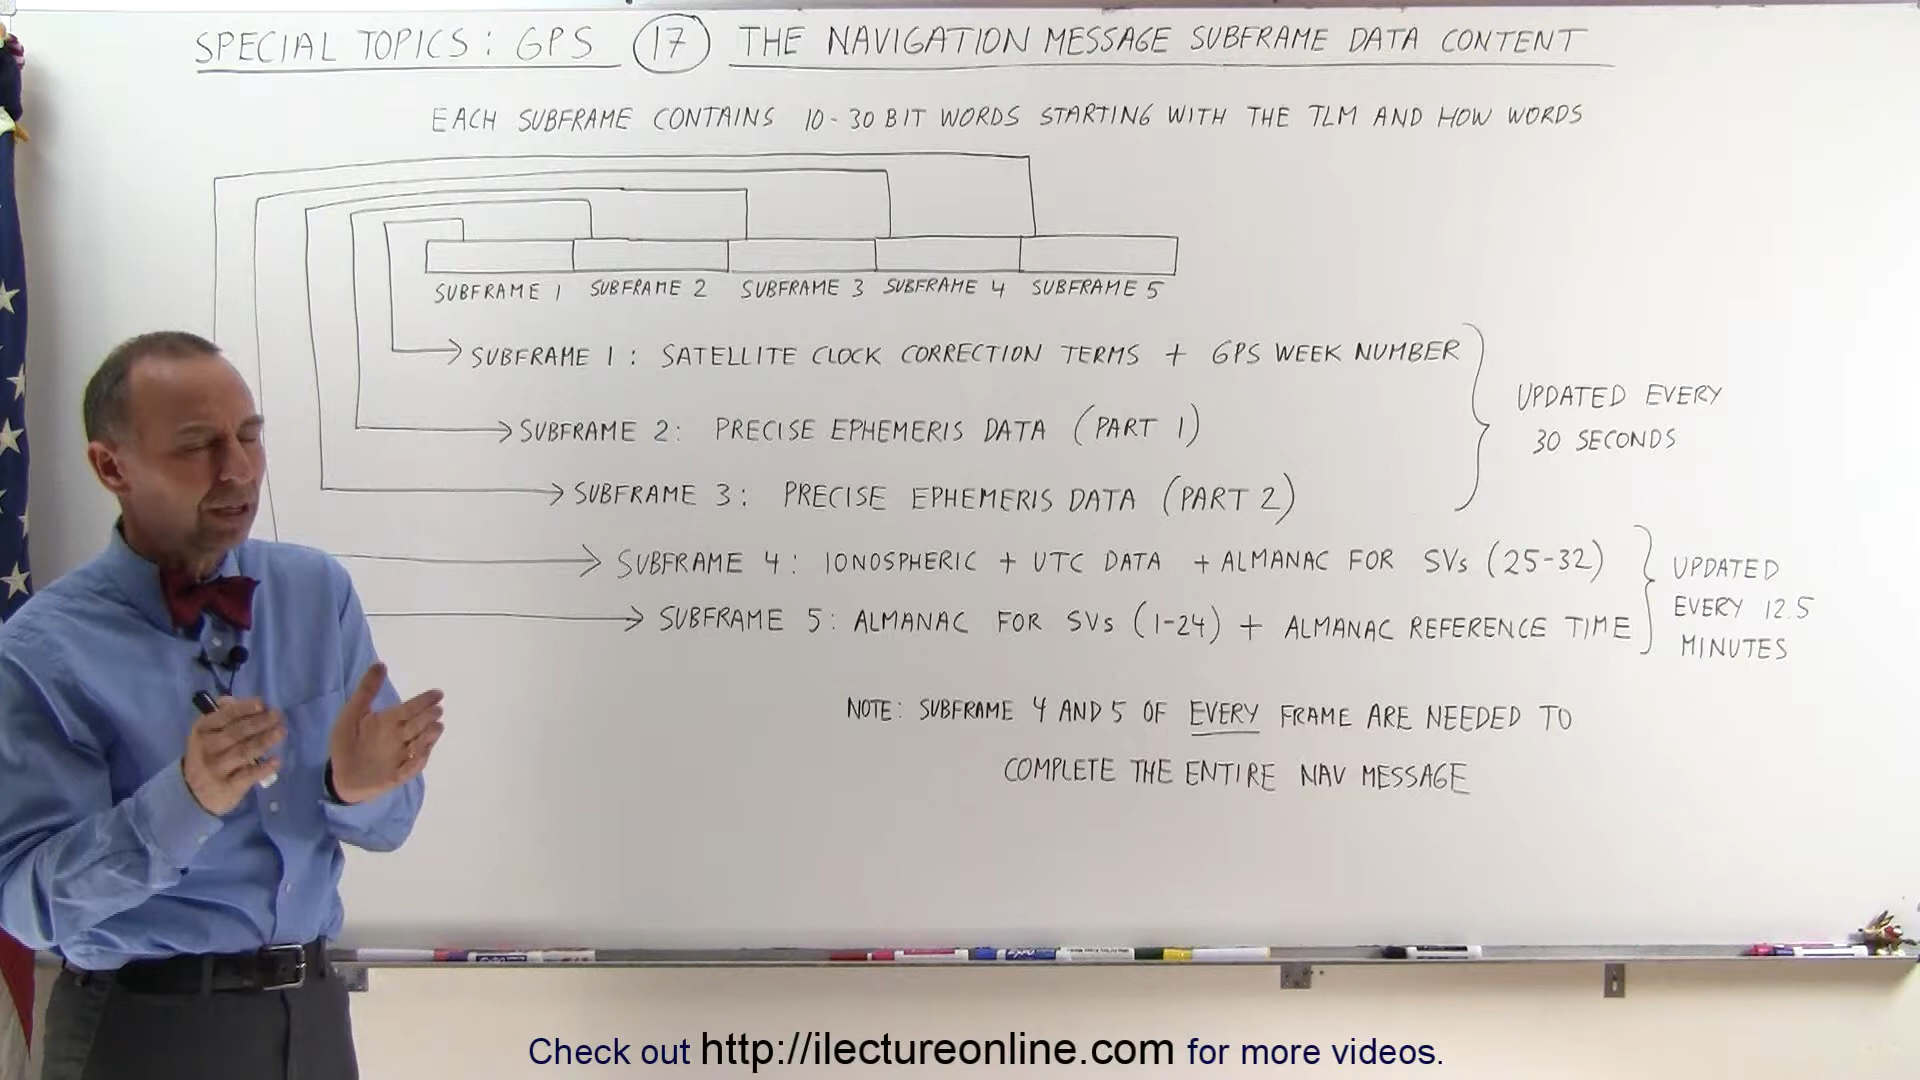 SPECIAL TOPICS: GPS 17 THE NAVIGATION MESSAGE SUBFRAME DATA CONTENT
EACH SUBFRAME CONTAINS 10-30 BIT WORDS STARTING WITH THE TLM AND HOW WORDS
SUBFRAME 1 SUBFRAME 2 SUBFRAME 3 SUBFRAME 4 SUBFRAME 5
SUBFRAME 1: SATELLITE CLOCK CORRECTION TERMS + GPS WEEK NUMBER
SUBFRAME 2: PRECISE EPHEMERIS DATA (PART 1)
SUBFRAME 3: PRECISE EPHEMERIS DATA (PART 2)
UPDATED EVERY
30 SECONDS
SUBFRAME 4: IONOSPHERIC + UTC DATA + ALMANAC FOR SVs (25-32)
SUBFRAME 5: ALMANAC FOR SVs (1-24) + ALMANAC REFERENCE TIME
UPDATED
EVERY 12.5
MINUTES
NOTE: SUBFRAME 4 AND 5 OF EVERY FRAME ARE NEEDED TO
COMPLETE THE ENTIRE NAV MESSAGE
Check out http://ilectureonline.com for more videos.